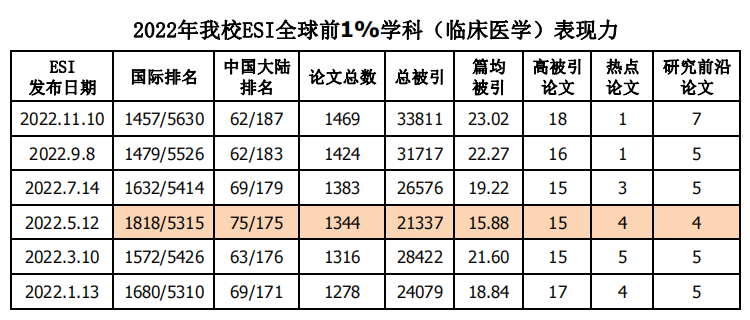 2022年我校ESI全球前1%学科（临床医学）表现力
ESI 发布日期 国际排名 中国大陆排名 论文总数 总被引 篇均被引 高被引论文 热点论文 研究前沿论文
2022.11.10 1457/5630 62/187 1469 33811 23.02 18 1 7
2022.9.8 1479/5526 62/183 1424 31717 22.27 16 1 5
2022.7.14 1632/5414 69/179 1383 26576 19.22 15 3 5
2022.5.12 1818/5315 75/175 1344 21337 15.88 15 4 4
2022.3.10 1572/5426 63/176 1316 28422 21.60 15 5 5
2022.1.13 1680/5310 69/171 1278 24079 18.84 17 4 5